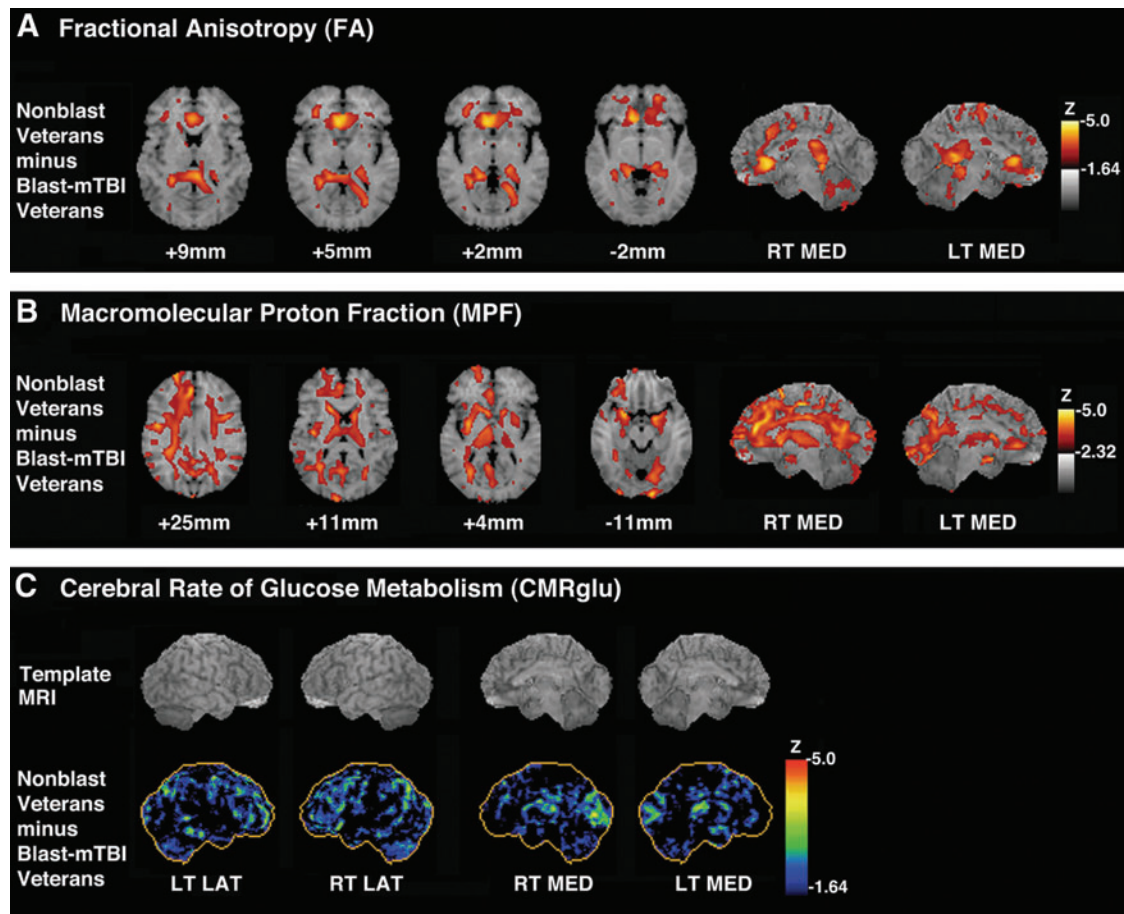 A Fractional Anisotropy (FA)
Nonblast
Veterans
minus
Blast-mTBI
Veterans
+9mm +5mm +2mm -2mm RT MED LT MED
Z
-5.0
-1.64
B Macromolecular Proton Fraction (MPF)
Nonblast
Veterans
minus
Blast-mTBI
Veterans
+25mm +11mm +4mm -11mm RT MED LT MED
Z
-5.0
-2.32
C Cerebral Rate of Glucose Metabolism (CMRglu)
Template
MRI
Nonblast
Veterans
minus
Blast-mTBI
Veterans
LT LAT RT LAT RT MED LT MED
Z
-5.0
-1.64